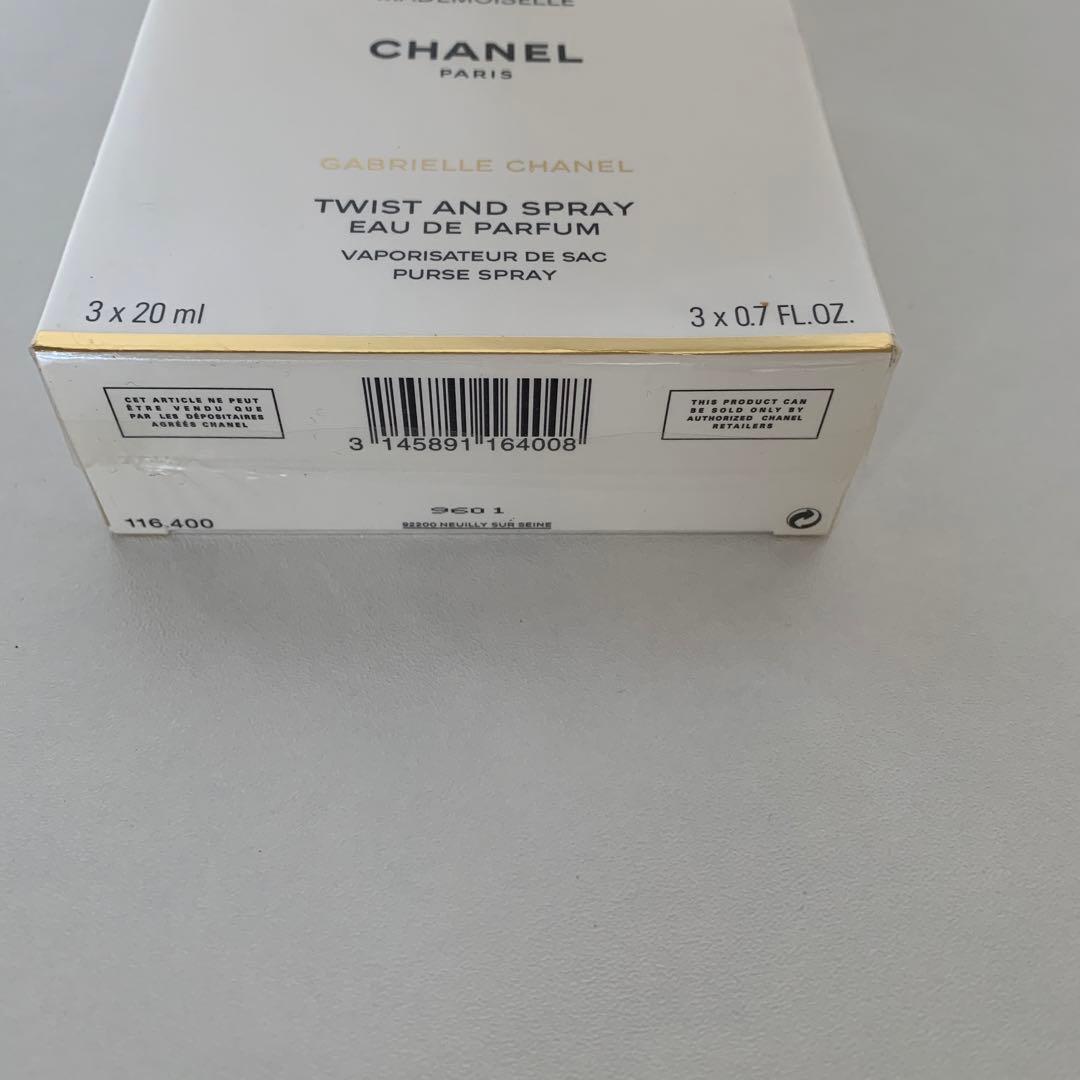 MADEMOISELLE
CHANEL
PARIS
GABRIELLE CHANEL
TWIST AND SPRAY
EAU DE PARFUM
VAPORISATEUR DE SAC
PURSE SPRAY
3 x 20 ml
3 x 0.7 FL.OZ.
CET ARTICLE NE PEUT
ÊTRE VENDU QUE
PAR LES DÉPOSITAIRES
AGRÉÉS CHANEL
3 145891 164008
THIS PRODUCT CAN
BE SOLD ONLY BY
AUTHORIZED CHANEL
RETAILERS
116.400
9601
92200 NEUILLY SUR SEINE